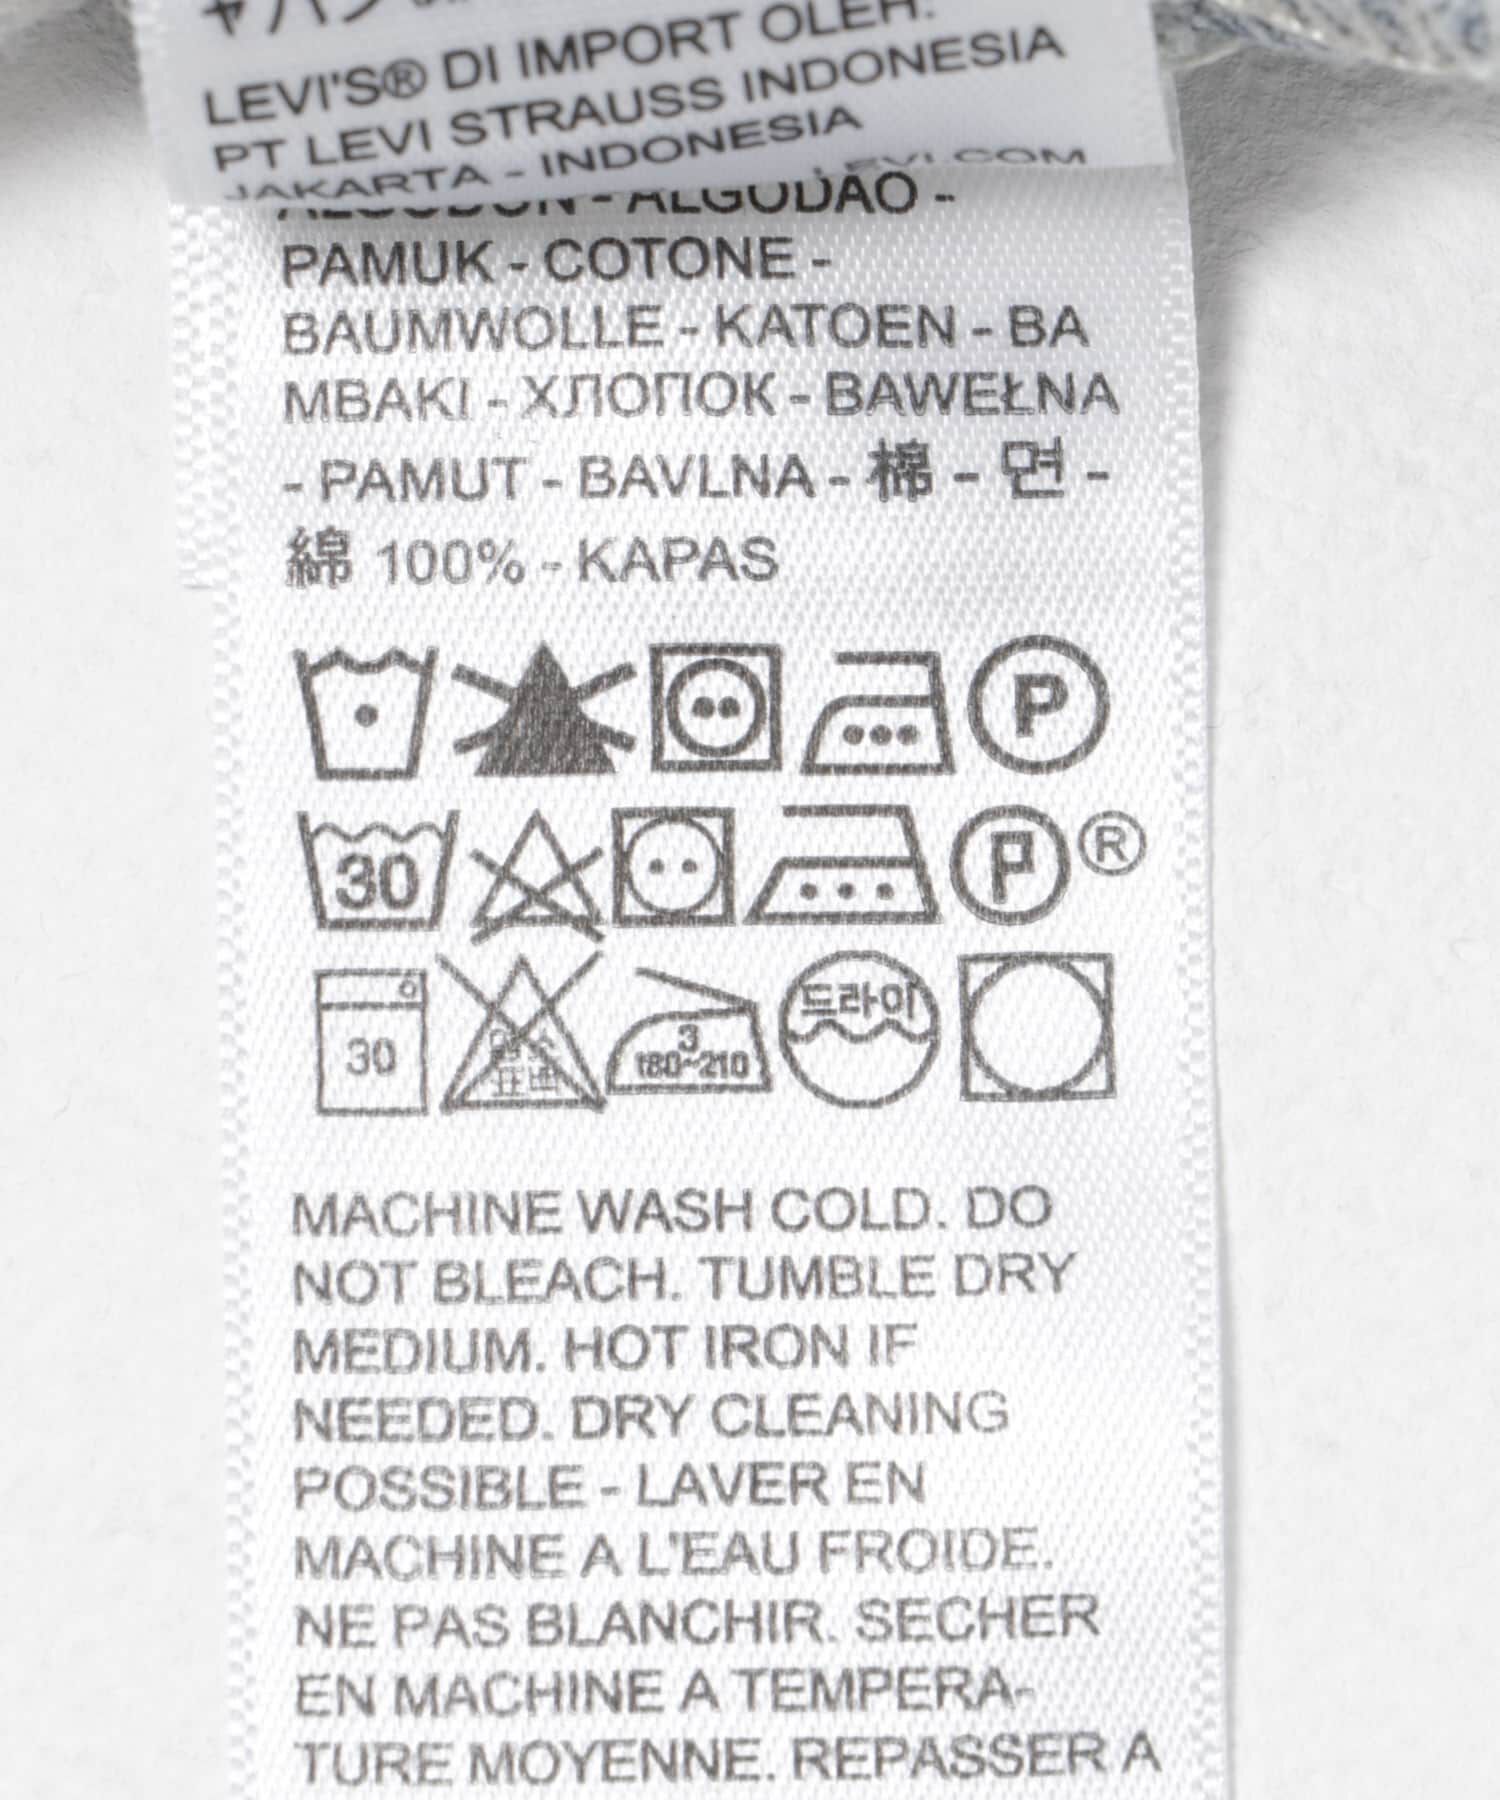 LEVI'S® DI IMPORT OLEH:
PT LEVI STRAUSS INDONESIA
JAKARTA - INDONESIA
LEVI.COM
ALGODÓN - ALGODÃO -
PAMUK - COTONE -
BAUMWOLLE - KATOEN - BA
MBAKI - ХЛОПОК - BAWEŁNA
- PAMUT - BAVLNA - 棉 - 면 -
綿 100% - KAPAS
P
30 P ®
30 3 180~210 드라이
MACHINE WASH COLD. DO
NOT BLEACH. TUMBLE DRY
MEDIUM. HOT IRON IF
NEEDED. DRY CLEANING
POSSIBLE - LAVER EN
MACHINE A L'EAU FROIDE.
NE PAS BLANCHIR. SECHER
EN MACHINE A TEMPERA-
TURE MOYENNE. REPASSER A